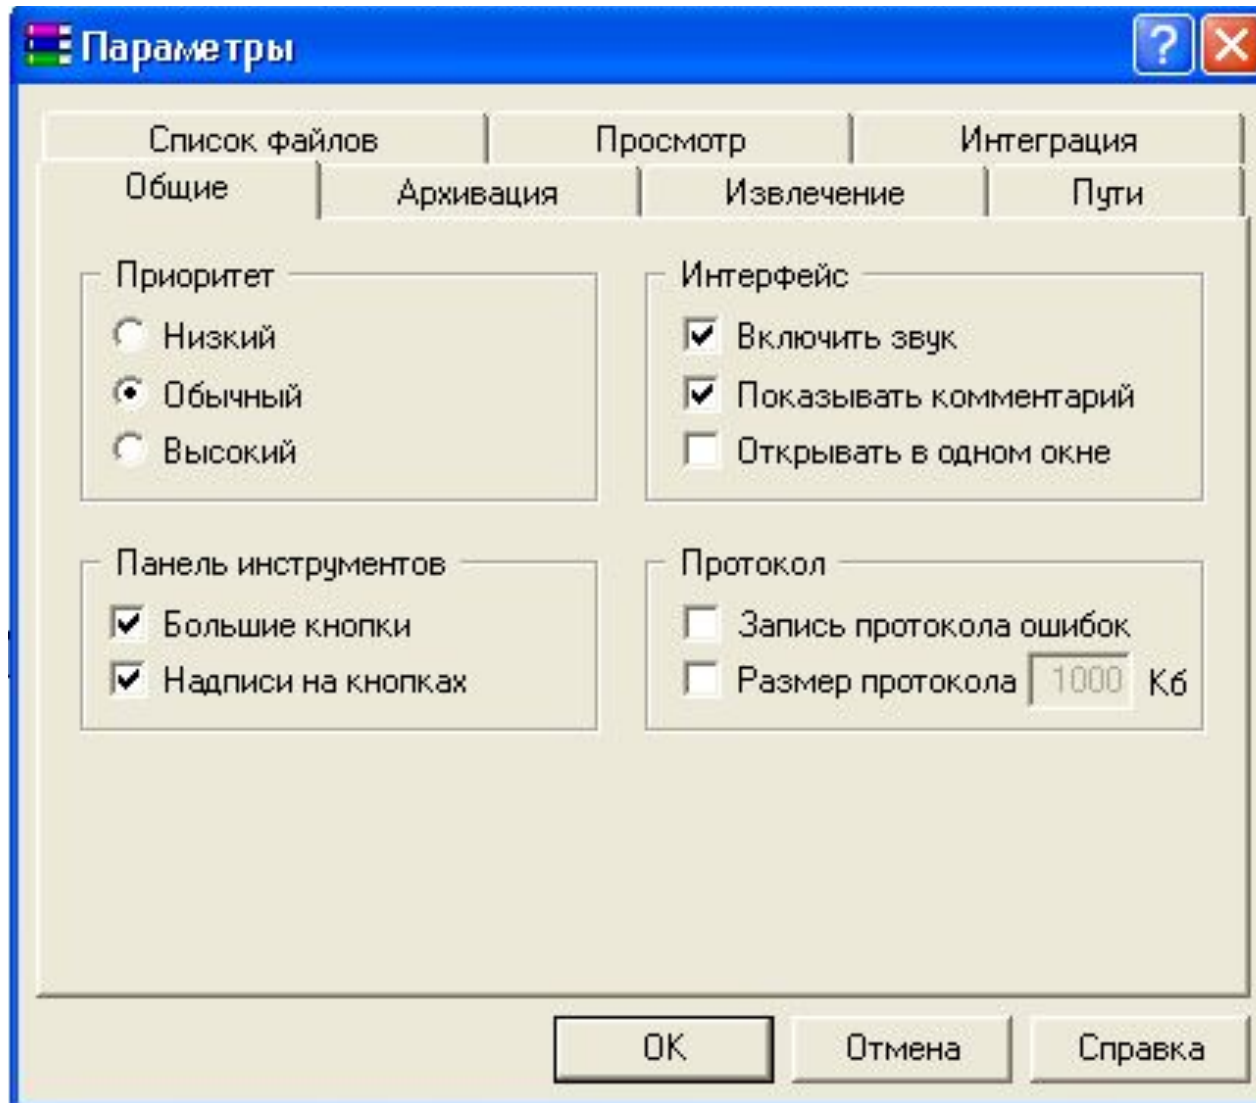 Параметры
Список файлов Просмотр Интеграция
Общие Архивация Извлечение Пути
Приоритет
Низкий
Обычный
Высокий
Интерфейс
Включить звук
Показывать комментарий
Открывать в одном окне
Панель инструментов
Большие кнопки
Надписи на кнопках
Протокол
Запись протокола ошибок
Размер протокола 1000 Кб
OK Отмена Справка